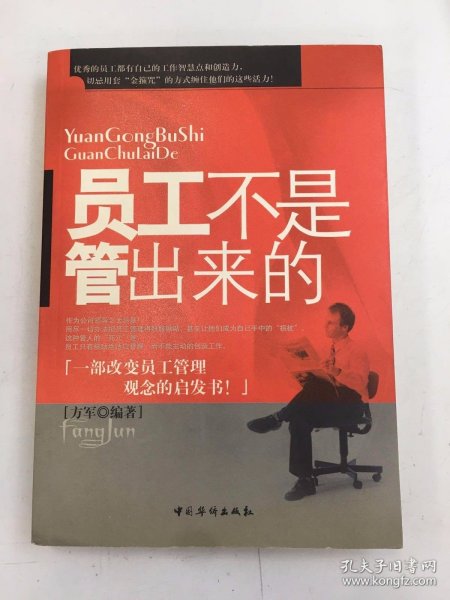 优秀的员工都有自己的工作智慧点和创造力，
切忌用套“金箍咒”的方式缠住他们的这些活力！
YuanGongBuShi
GuanChuLaiDe
员工不是
管出来的
「一部改变员工管理
观念的启发书！」
[方军◎编著]
FangJun
中国华侨出版社
孔夫子旧书网
www.kongfz.com